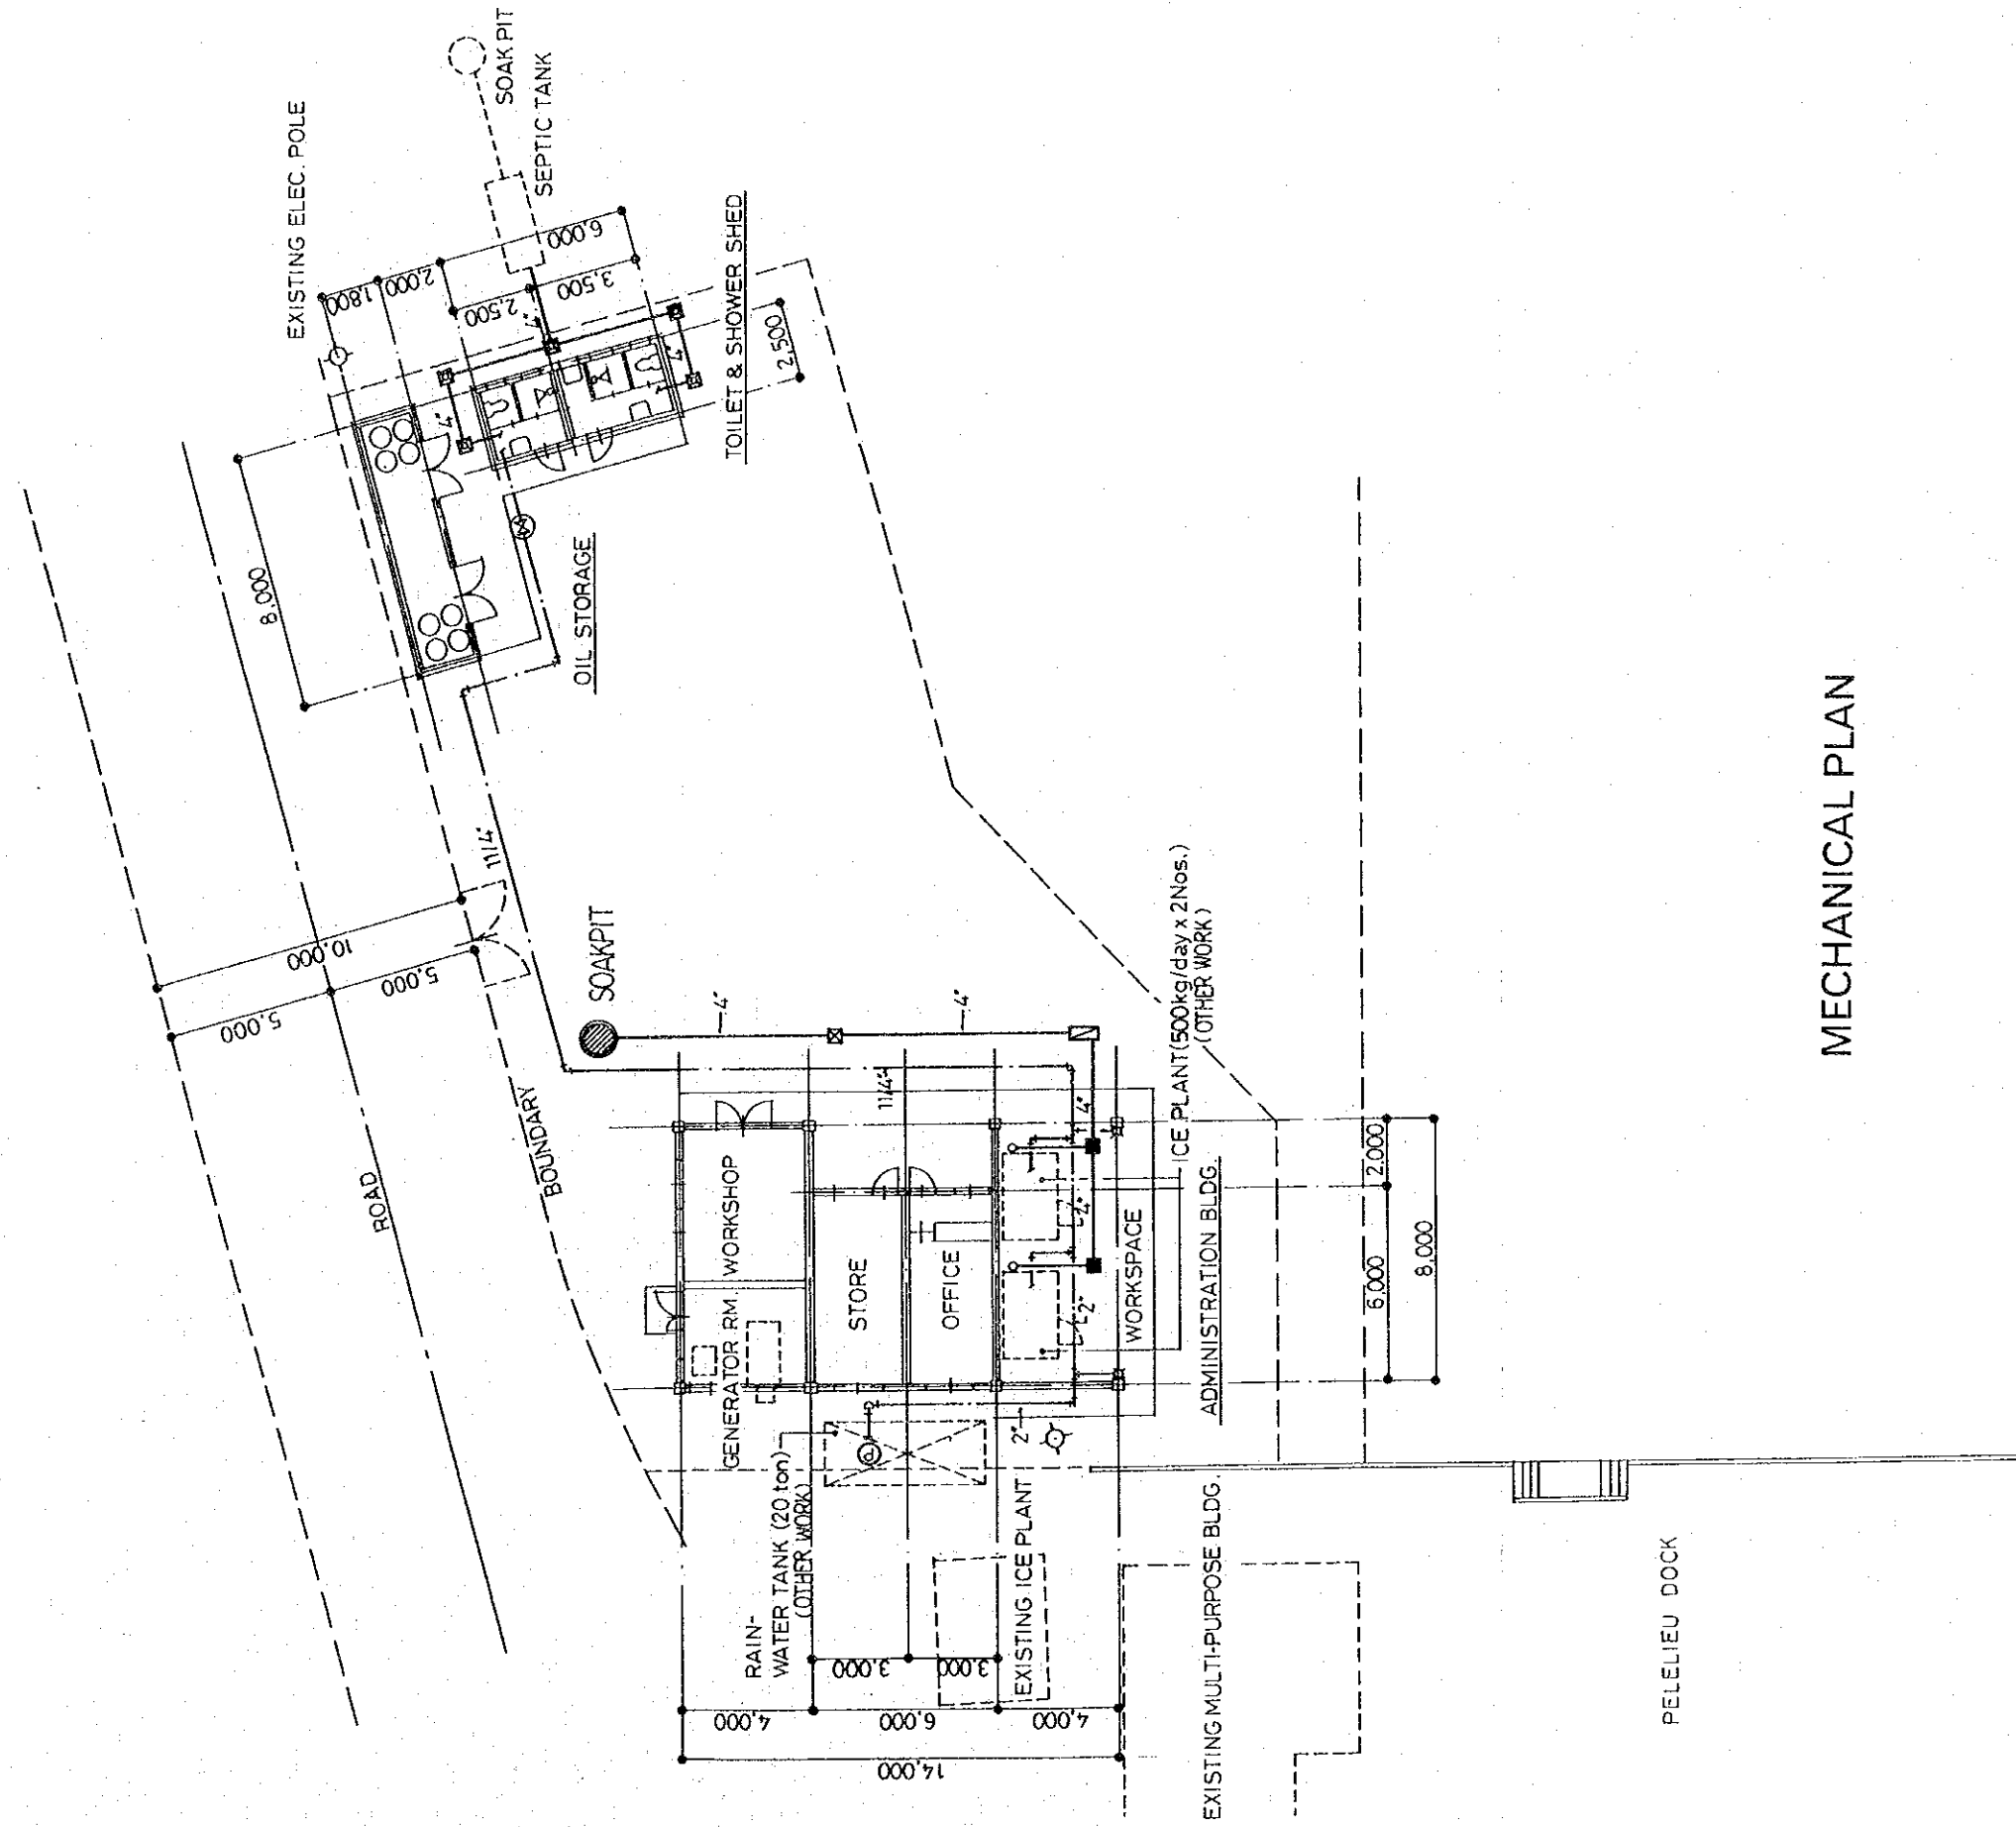 SOAK PIT
SEPTIC TANK
EXISTING ELEC. POLE
1,800
2,000
6,000
2,500
3,500
4"
4"
4"
2,500
TOILET & SHOWER SHED
8,000
OIL STORAGE
11/4"
10,000
5,000
5,000
ROAD
BOUNDARY
SOAKPIT
4"
4"
11/4"
4"
ICE PLANT(500kg/day x 2Nos.)
(OTHER WORK)
GENERATOR RM.
WORKSHOP
STORE
OFFICE
2"
2"
WORKSPACE
ADMINISTRATION BLDG.
2,000
6,000
8,000
RAIN-
WATER TANK (20 ton)
(OTHER WORK)
2"
EXISTING ICE PLANT
3,000
3,000
4,000
6,000
4,000
14,000
EXISTING MULTI-PURPOSE BLDG.
PELELIEU DOCK
MECHANICAL PLAN